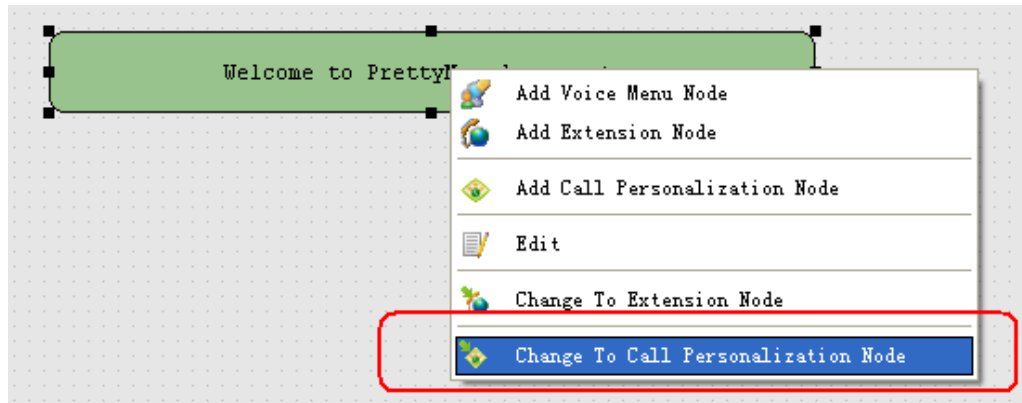 Welcome to
Add Voice Menu Node
Add Extension Node
Add Call Personalization Node
Edit
Change To Extension Node
Change To Call Personalization Node